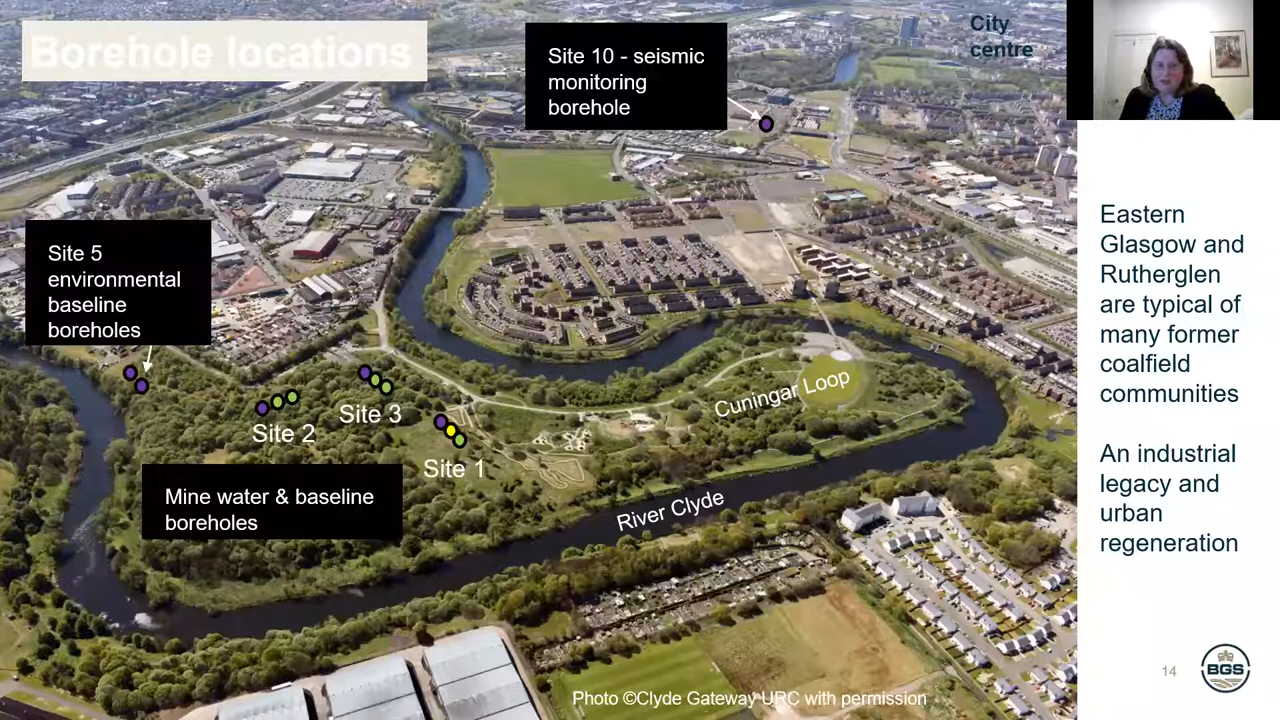 Borehole locations
Site 10 - seismic
monitoring
borehole
City
centre
Site 5
environmental
baseline
boreholes
Eastern
Glasgow and
Rutherglen
are typical of
many former
coalfield
communities
Cuningar Loop
Site 3
Site 2
Site 1
An industrial
legacy and
urban
regeneration
Mine water & baseline
boreholes
River Clyde
14
BGS
Photo ©Clyde Gateway URC with permission